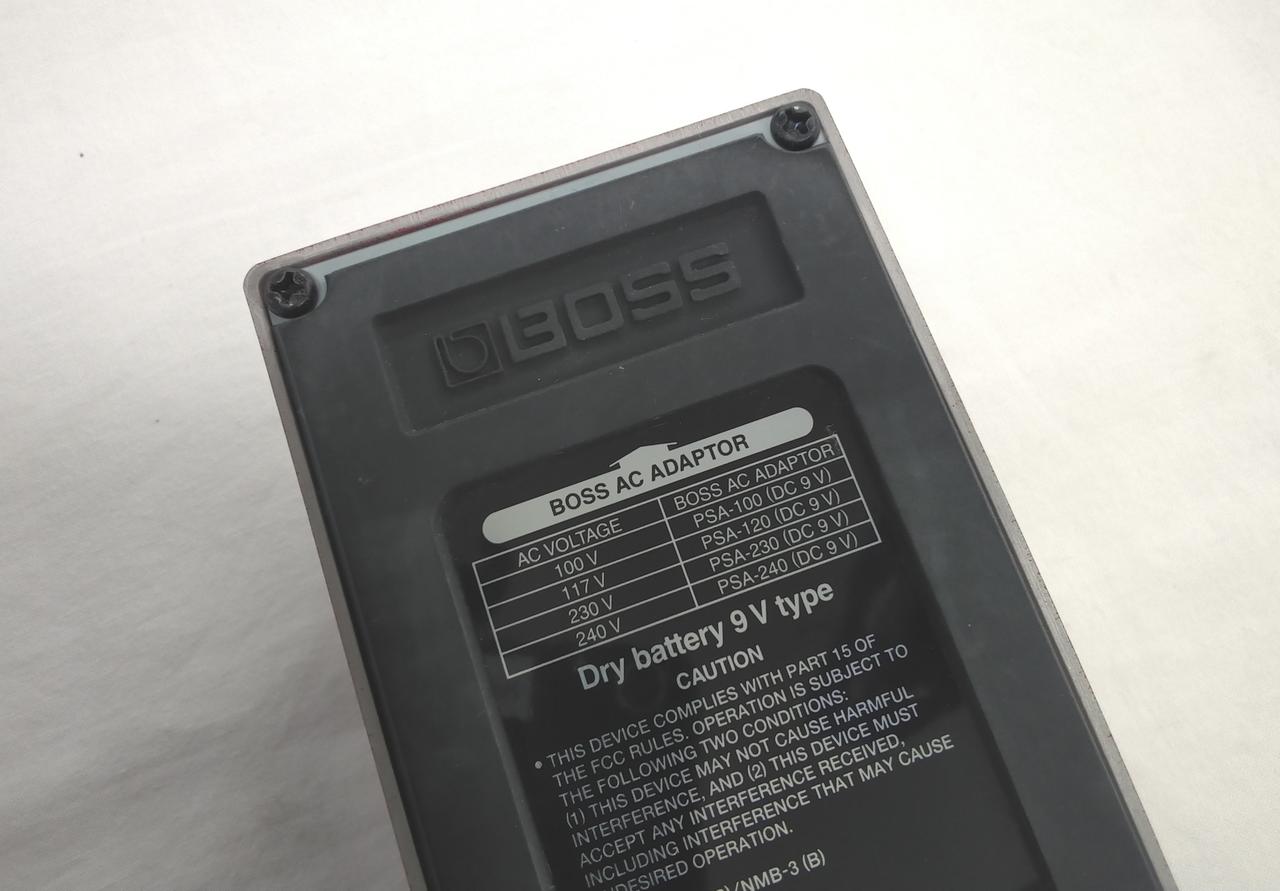 BOSS
BOSS AC ADAPTOR
AC VOLTAGE BOSS AC ADAPTOR
100 V PSA-100 (DC 9 V)
117 V PSA-120 (DC 9 V)
230 V PSA-230 (DC 9 V)
240 V PSA-240 (DC 9 V)
Dry battery 9 V type
CAUTION
• THIS DEVICE COMPLIES WITH PART 15 OF
THE FCC RULES. OPERATION IS SUBJECT TO
THE FOLLOWING TWO CONDITIONS:
(1) THIS DEVICE MAY NOT CAUSE HARMFUL
INTERFERENCE, AND (2) THIS DEVICE MUST
ACCEPT ANY INTERFERENCE RECEIVED,
INCLUDING INTERFERENCE THAT MAY CAUSE
DESIRED OPERATION.
/NMB-3 (B)